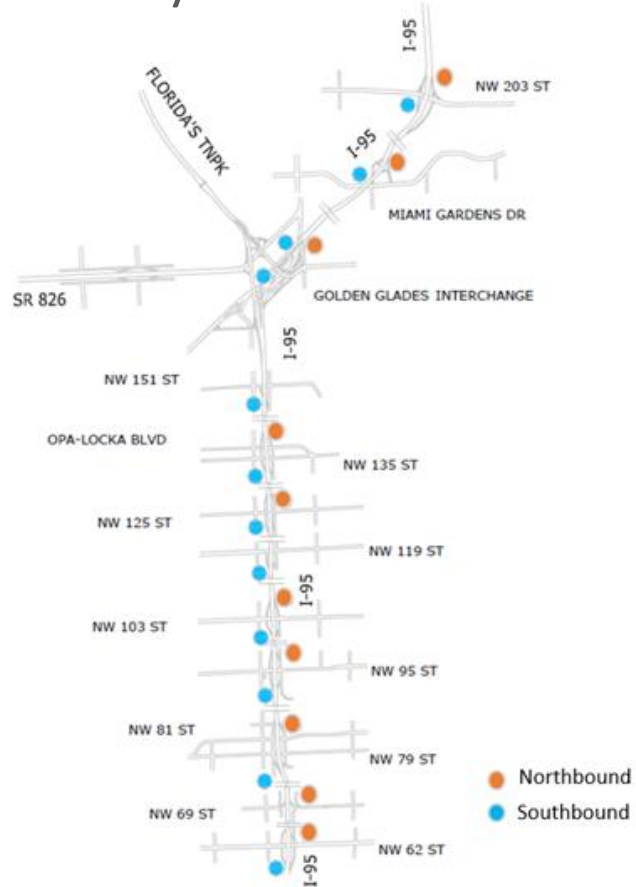 I-95
NW 203 ST
FLORIDA'S TNPK
I-95
MIAMI GARDENS DR
GOLDEN GLADES INTERCHANGE
SR 826
I-95
NW 151 ST
OPA-LOCKA BLVD
NW 135 ST
NW 125 ST
NW 119 ST
I-95
NW 103 ST
NW 95 ST
NW 81 ST
NW 79 ST
Northbound
NW 69 ST
Southbound
NW 62 ST
I-95